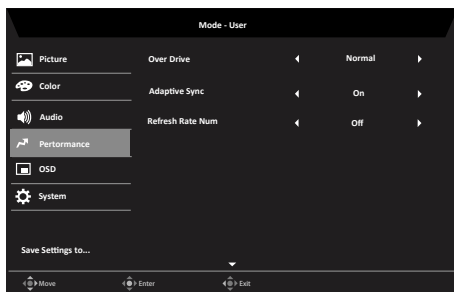 Mode - User
Picture
Over Drive Normal
Color
Adaptive Sync On
Audio
Refresh Rate Num Off
Pertormance
OSD
System
Save Settings to...
Move Enter Exit